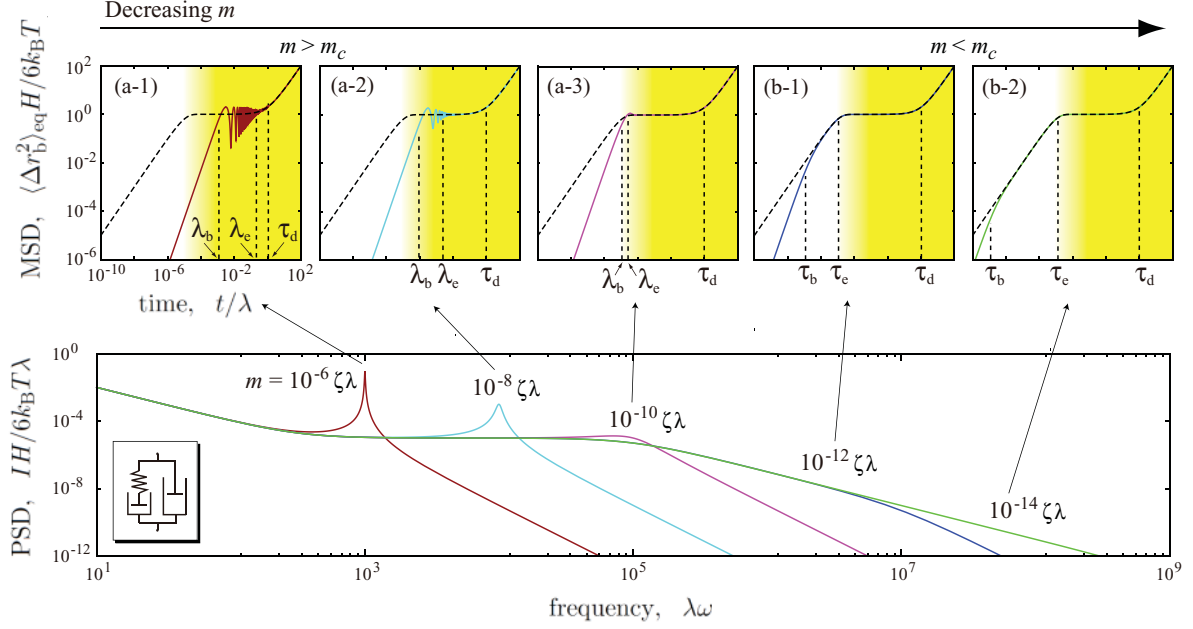 Decreasing m
m > m_c
m < m_c
MSD, ⟨Δr_b^2⟩_eq H/6k_BT
10^2
10^0
10^-2
10^-4
10^-6
(a-1)
(a-2)
(a-3)
(b-1)
(b-2)
λ_b λ_e τ_d
λ_b λ_e τ_d
λ_b λ_e τ_d
τ_b τ_e τ_d
τ_b τ_e τ_d
10^-10 10^-6 10^-2 10^2
time, t/λ
PSD, IH/6k_BTλ
10^0
10^-4
10^-8
10^-12
m = 10^-6 ζλ
10^-8 ζλ
10^-10 ζλ
10^-12 ζλ
10^-14 ζλ
10^1 10^3 10^5 10^7 10^9
frequency, λω